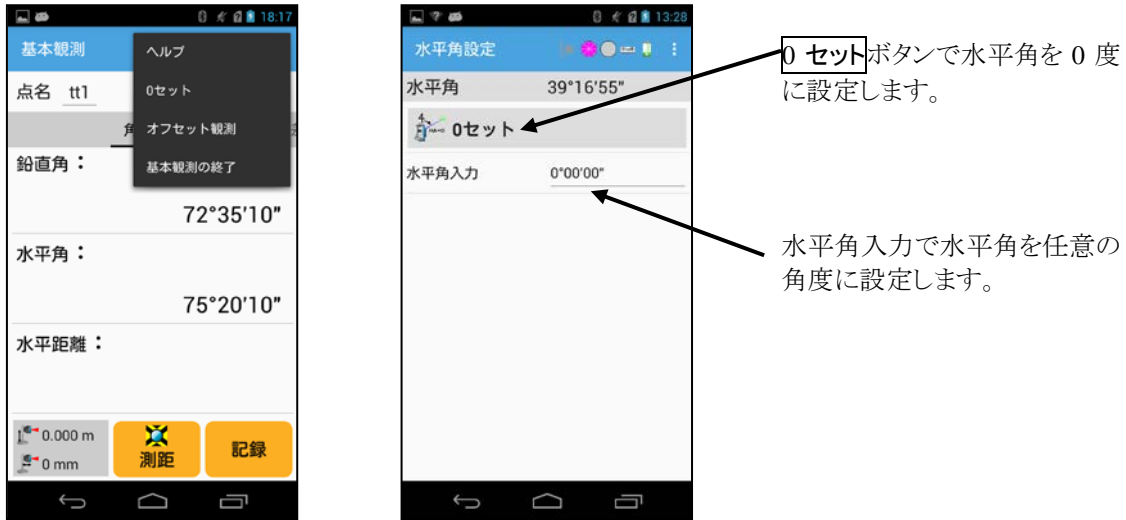 18:17
基本観測
ヘルプ
点名 tt1
0セット
角
オフセット観測
鉛直角：
基本観測の終了
72°35'10"
水平角：
75°20'10"
水平距離：
0.000 m
0 mm
測距
記録
13:28
水平角設定
水平角 39°16'55"
0セット
水平角入力 0°00'00"
0 セットボタンで水平角を 0 度
に設定します。
水平角入力で水平角を任意の
角度に設定します。